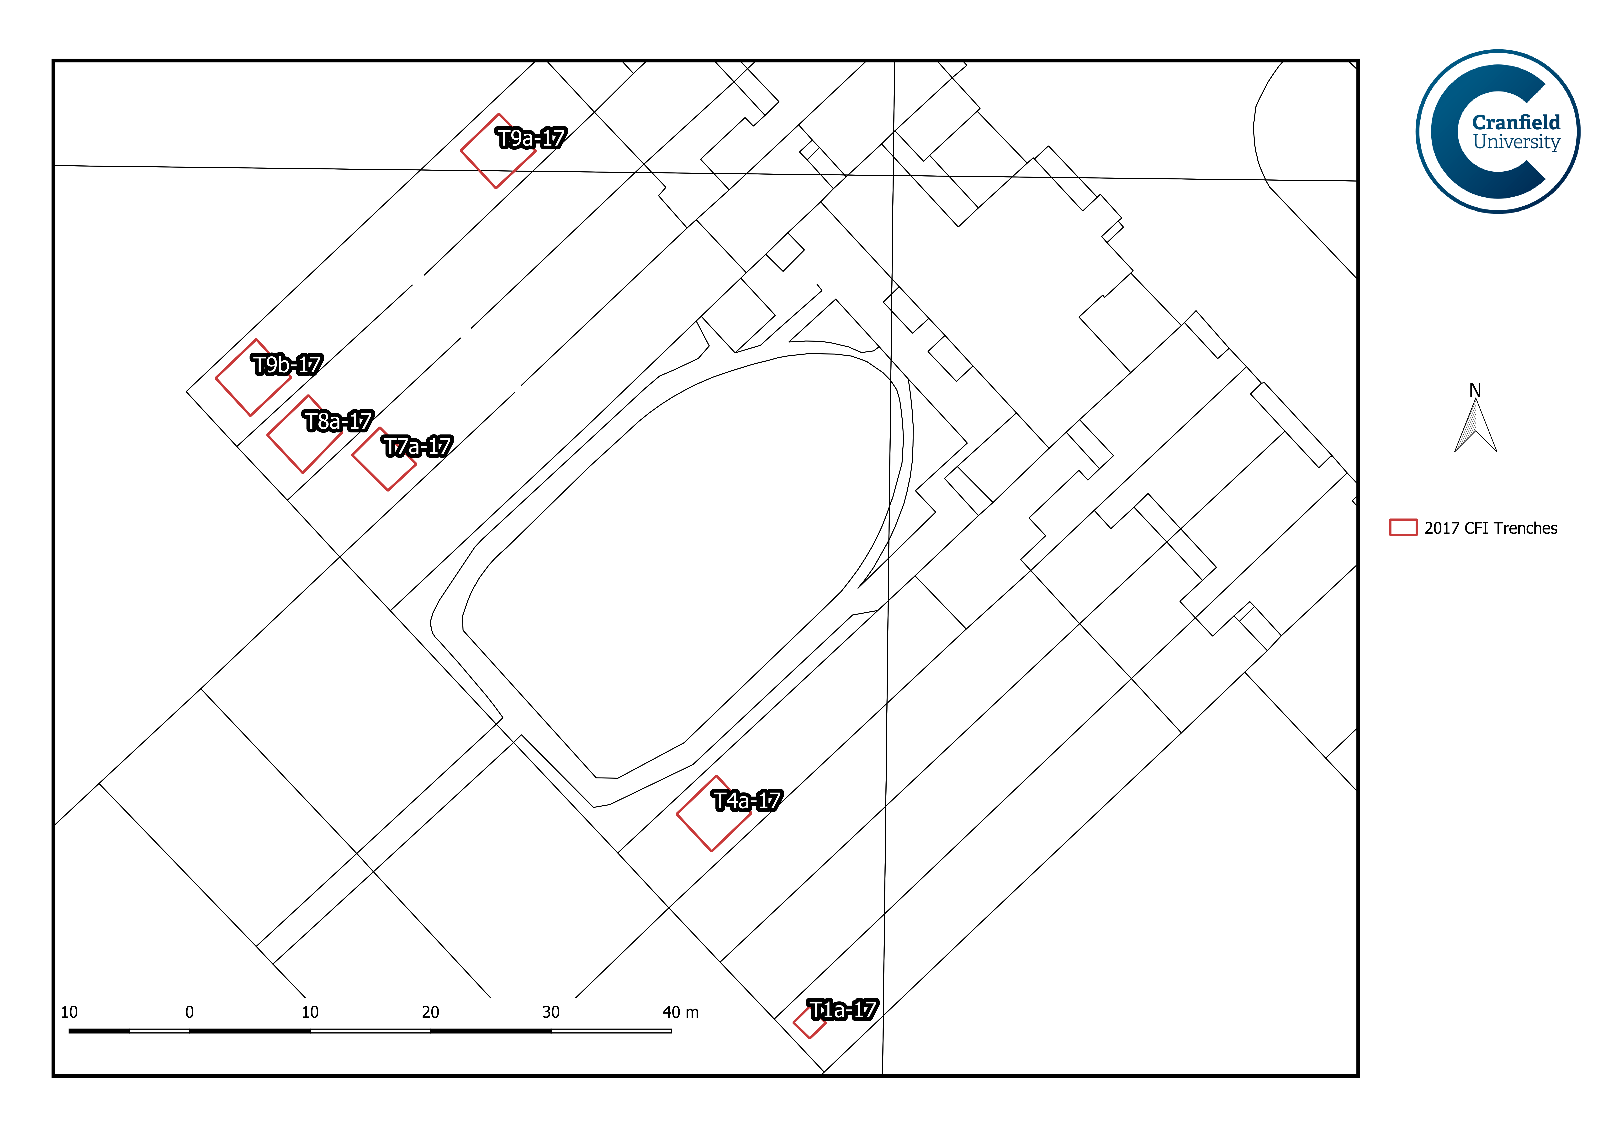 T9a-17
Cranfield
University
T9b-17
T8a-17
T7a-17
N
2017 CFI Trenches
T4a-17
T1a-17
10 0 10 20 30 40 m